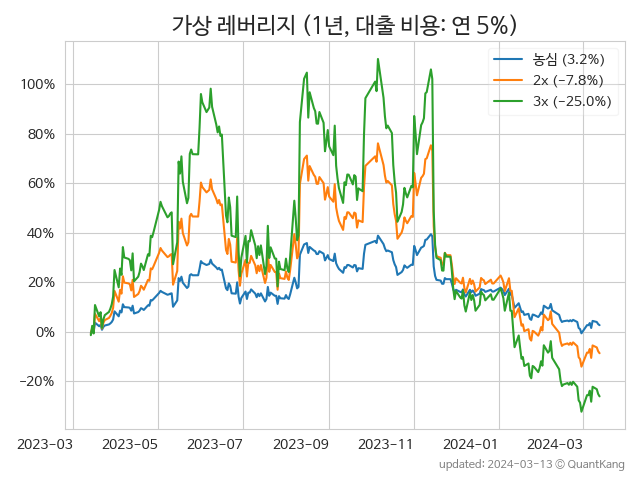 가상 레버리지 (1년, 대출 비용: 연 5%)
농심 (3.2%)
2x (−7.8%)
3x (−25.0%)
100%
80%
60%
40%
20%
0%
−20%
2023-03
2023-05
2023-07
2023-09
2023-11
2024-01
2024-03
updated: 2024-03-13 © QuantKang